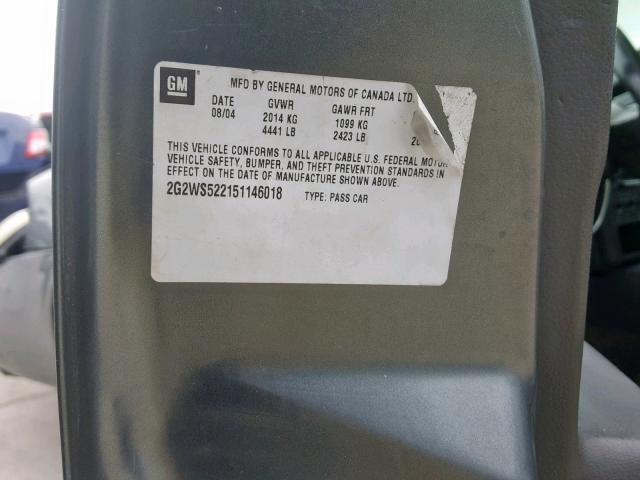 GM
MFD BY GENERAL MOTORS OF CANADA LTD.
DATE GVWR GAWR FRT
08/04 2014 KG 1099 KG
4441 LB 2423 LB 20
THIS VEHICLE CONFORMS TO ALL APPLICABLE U.S. FEDERAL MOTOR
VEHICLE SAFETY, BUMPER, AND THEFT PREVENTION STANDARDS IN
EFFECT ON THE DATE OF MANUFACTURE SHOWN ABOVE.
2G2WS522151146018 TYPE: PASS CAR